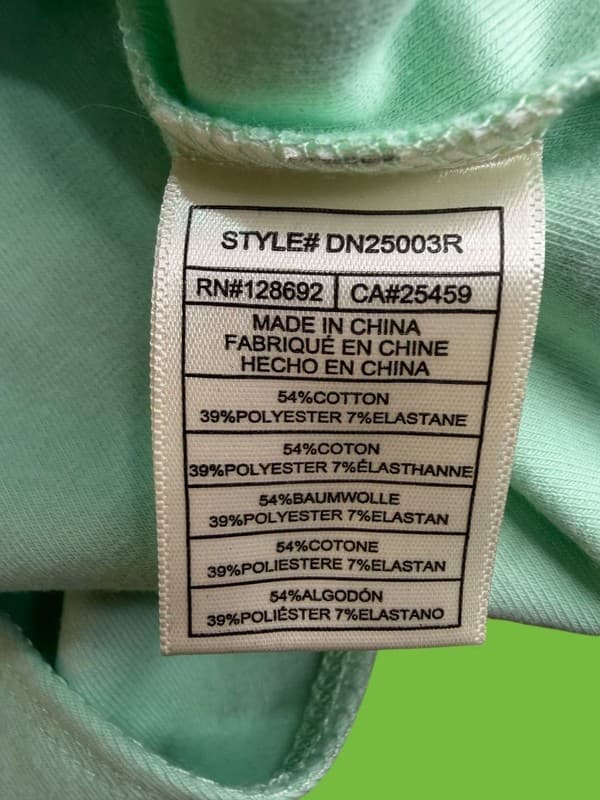 STYLE# DN25003R
RN#128692 CA#25459
MADE IN CHINA
FABRIQUÉ EN CHINE
HECHO EN CHINA
54%COTTON
39%POLYESTER 7%ELASTANE
54%COTON
39%POLYESTER 7%ÉLASTHANNE
54%BAUMWOLLE
39%POLYESTER 7%ELASTAN
54%COTONE
39%POLIESTERE 7%ELASTAN
54%ALGODÓN
39%POLIÉSTER 7%ELASTANO